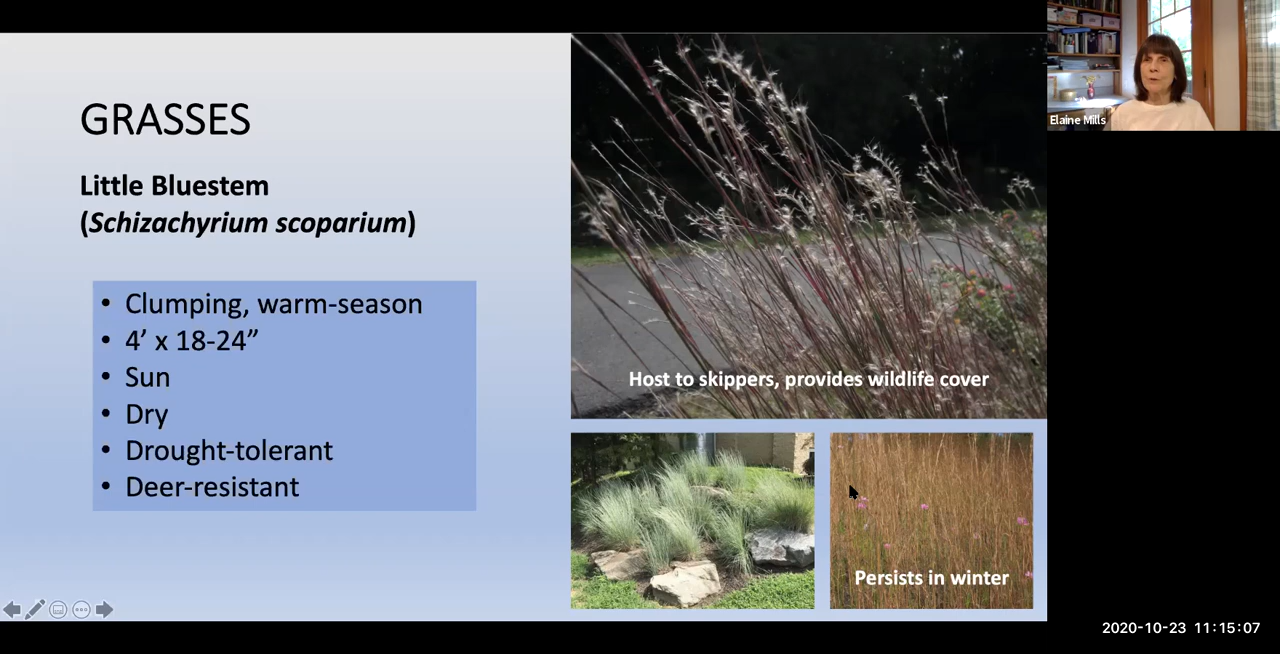 GRASSES
Little Bluestem
(Schizachyrium scoparium)
• Clumping, warm-season
• 4’ x 18-24”
• Sun
• Dry
• Drought-tolerant
• Deer-resistant
Host to skippers, provides wildlife cover
Persists in winter
Elaine Mills
2020-10-23 11:15:07